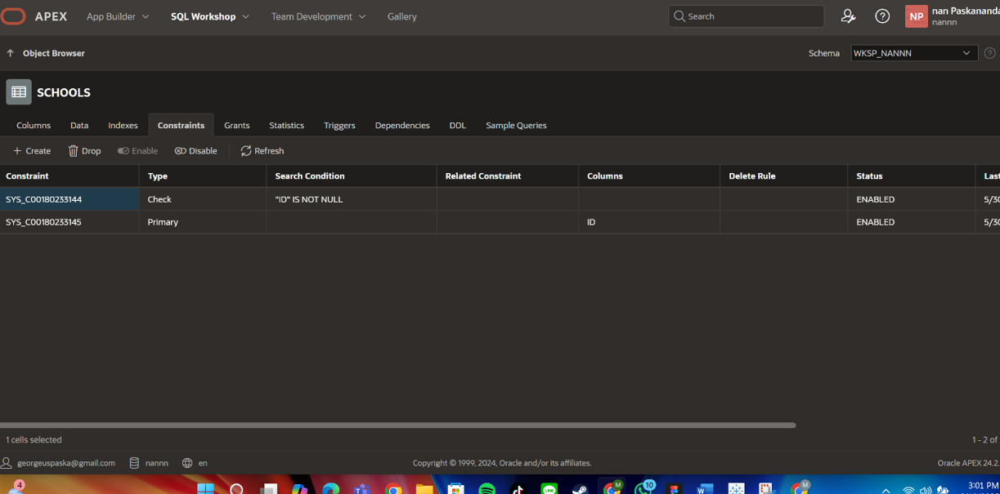 APEX App Builder SQL Workshop Team Development Gallery Search NP nan Paskananda
nannn
Object Browser Schema WKSP_NANNN
SCHOOLS
Columns Data Indexes Constraints Grants Statistics Triggers Dependencies DDL Sample Queries
Create Drop Enable Disable Refresh
Constraint Type Search Condition Related Constraint Columns Delete Rule Status Last
SYS_C00180233144 Check "ID" IS NOT NULL ENABLED 5/30
SYS_C00180233145 Primary ID ENABLED 5/30
1 cells selected 1 - 2 of
georgeuspaska@gmail.com nannn en Copyright © 1999, 2024, Oracle and/or its affiliates. Oracle APEX 24.2.
4 M 10 M 3:01 PM